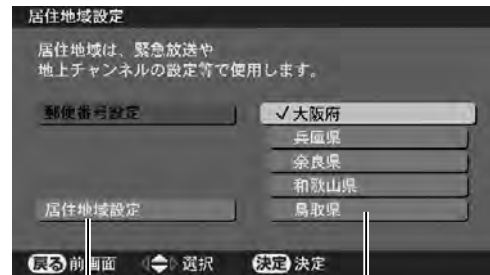 居住地域設定
居住地域は、緊急放送や
地上チャンネルの設定等で使用します。
郵便番号設定
✓大阪府
兵庫県
奈良県
和歌山県
居住地域設定
鳥取県
戻る 前画面 選択 決定 決定